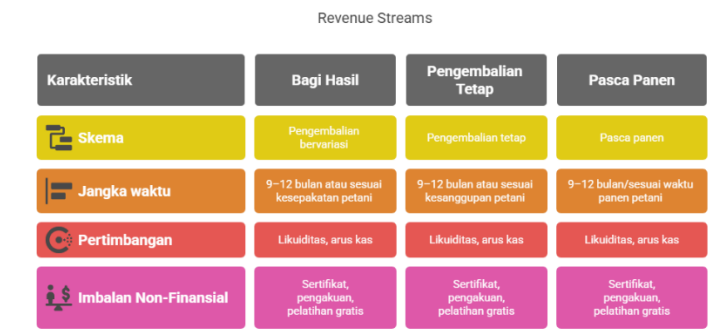 Revenue Streams
Karakteristik
Bagi Hasil
Pengembalian
Tetap
Pasca Panen
Skema
Pengembalian
bervariasi
Pengembalian tetap
Pasca panen
Jangka waktu
9–12 bulan atau sesuai
kesepakatan petani
9–12 bulan atau sesuai
kesanggupan petani
9–12 bulan/sesuai waktu
panen petani
Pertimbangan
Likuiditas, arus kas
Likuiditas, arus kas
Likuiditas, arus kas
Imbalan Non-Finansial
Sertifikat,
pengakuan,
pelatihan gratis
Sertifikat,
pengakuan,
pelatihan gratis
Sertifikat,
pengakuan,
pelatihan gratis